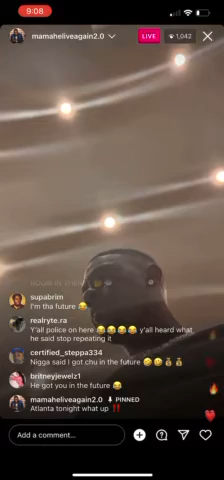 9:08
mamaheliveagain2.0
LIVE
1,042
supabrim
I'm tha future 😂
realryte.ra
Y'all police on here 😂😂😂😂 y'all heard what
he said stop repeating it
certified_steppa334
Nigga said I got chu in the future 🤣🤣💰💰
britneyjewelz1
He got you in the future 😂
mamaheliveagain2.0 PINNED
Atlanta tonight what up ‼️
Add a comment...